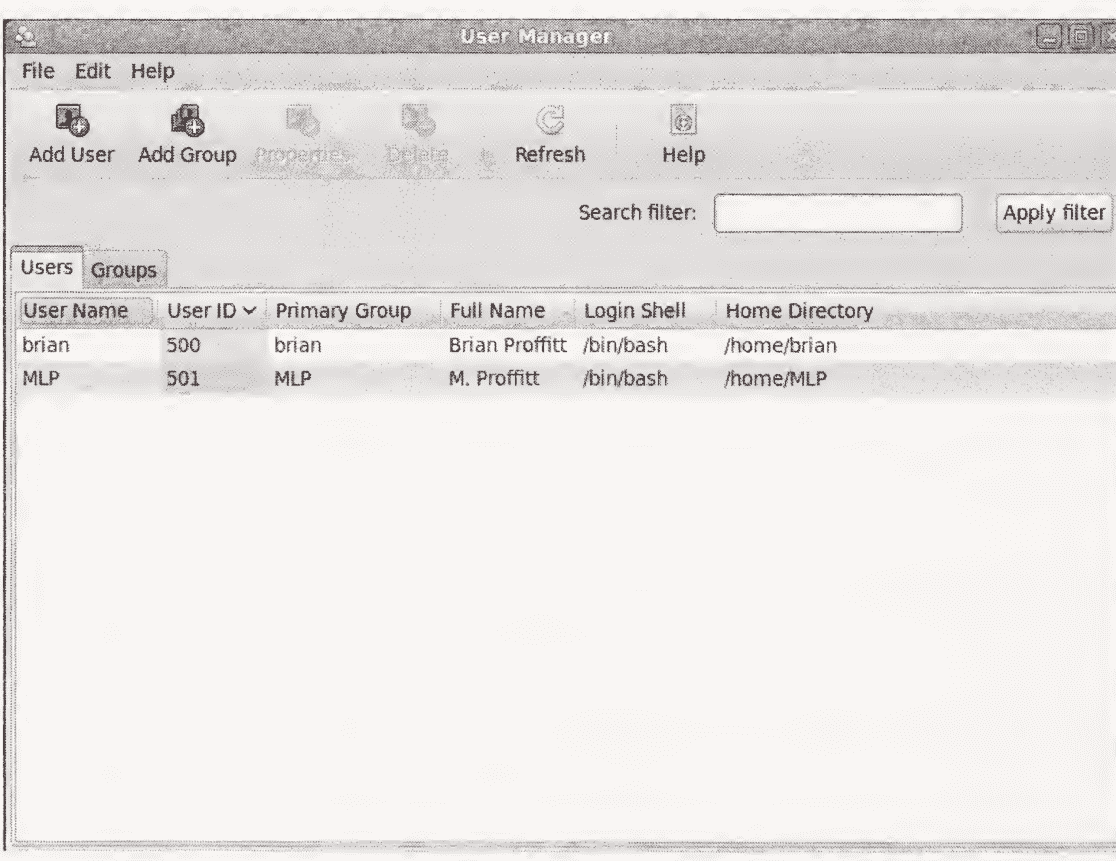 User Manager
File Edit Help
Add User Add Group Properties Delete Refresh Help
Search filter: Apply filter
Users Groups
User Name User ID Primary Group Full Name Login Shell Home Directory
brian 500 brian Brian Proffitt /bin/bash /home/brian
MLP 501 MLP M. Proffitt /bin/bash /home/MLP